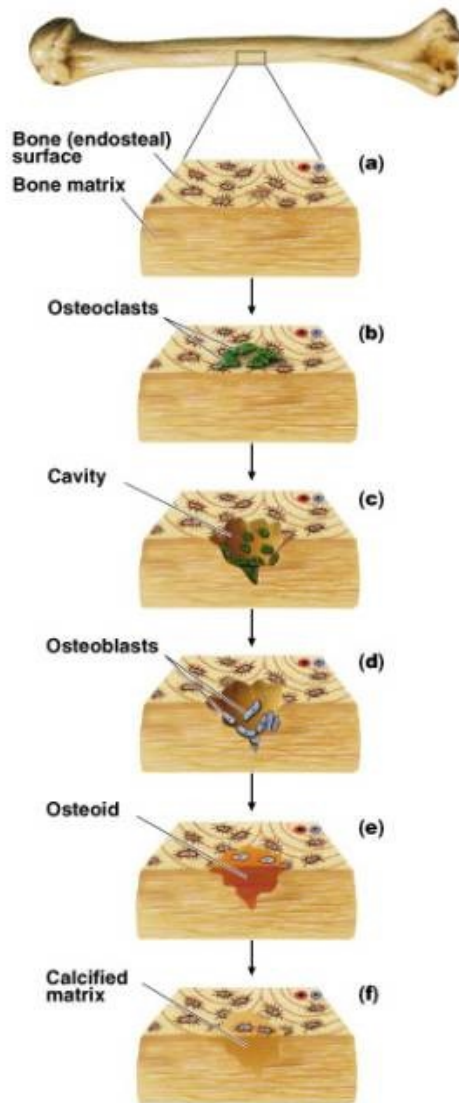 Bone (endosteal)
surface
(a)
Bone matrix
Osteoclasts
(b)
Cavity
(c)
Osteoblasts
(d)
Osteoid
(e)
Calcified
matrix
(f)